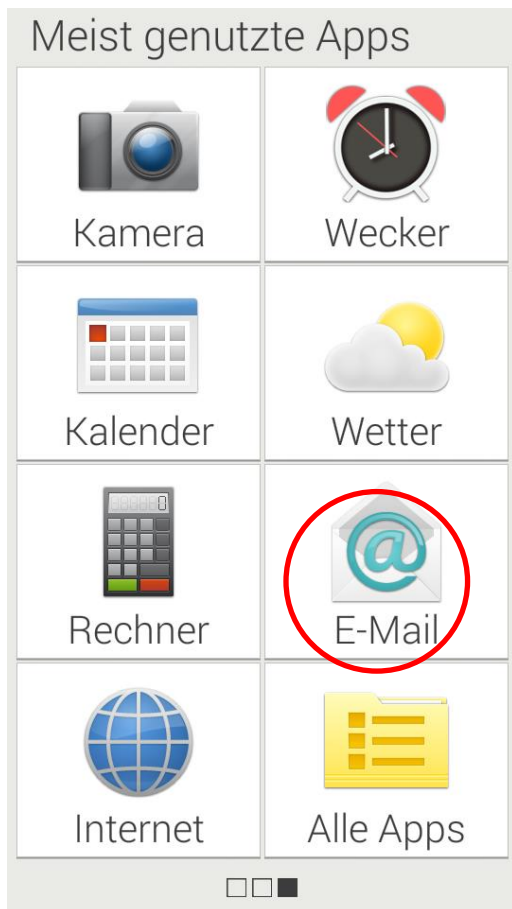 Meist genutzte Apps
Kamera
Wecker
Kalender
Wetter
Rechner
@
E-Mail
Internet
Alle Apps